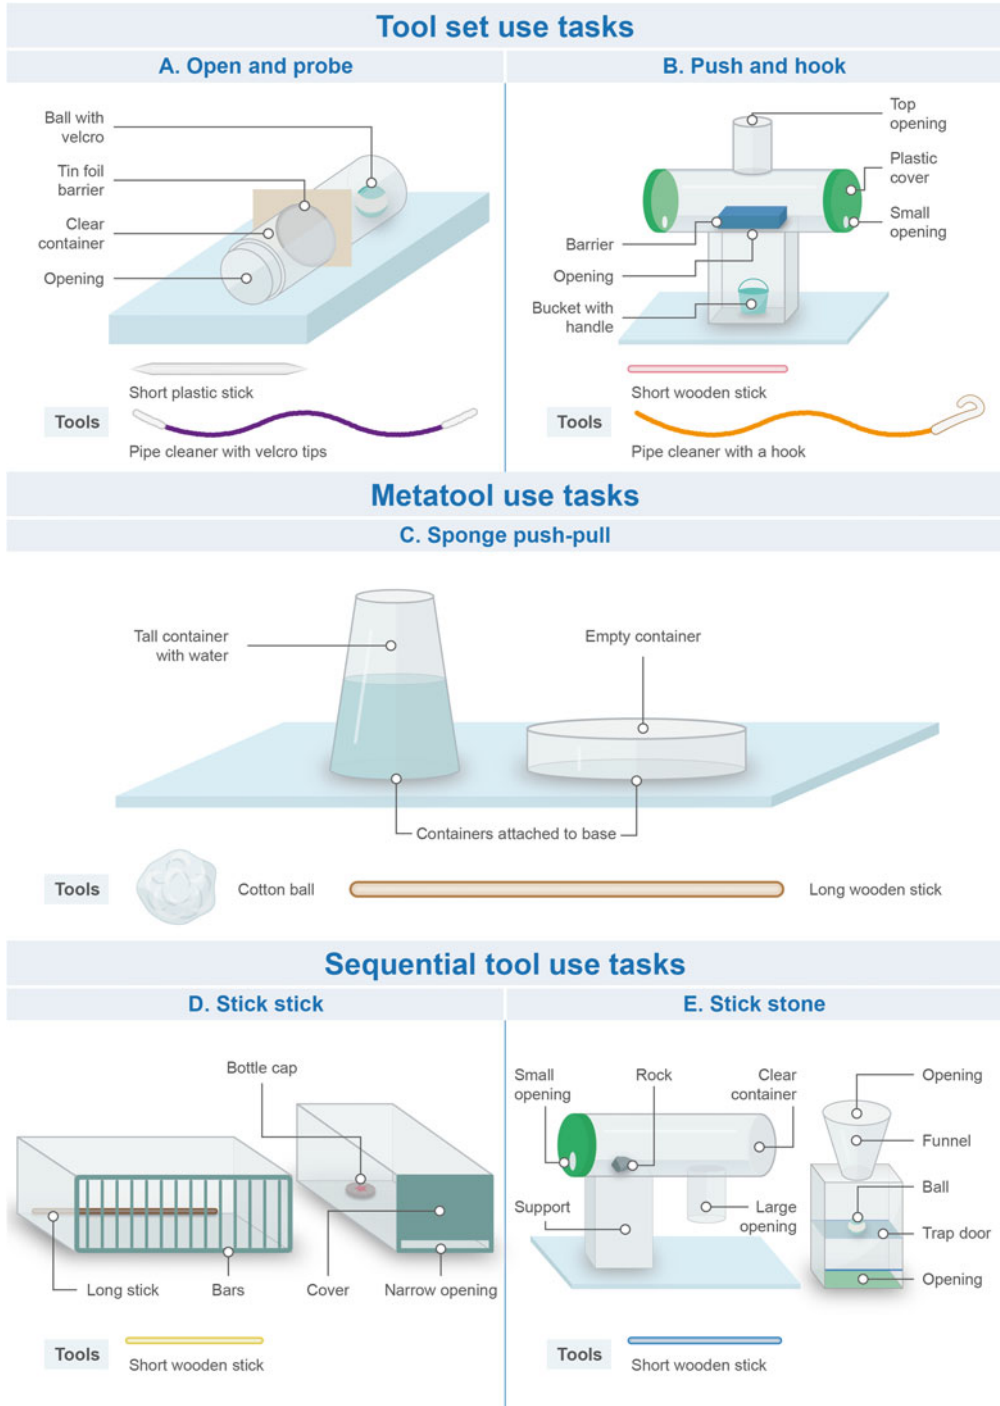 Tool set use tasks
A. Open and probe
Ball with
velcro
Tin foil
barrier
Clear
container
Opening
Short plastic stick
Tools
Pipe cleaner with velcro tips
B. Push and hook
Top
opening
Plastic
cover
Small
opening
Barrier
Opening
Bucket with
handle
Short wooden stick
Tools
Pipe cleaner with a hook
Metatool use tasks
C. Sponge push-pull
Tall container
with water
Empty container
Containers attached to base
Tools
Cotton ball
Long wooden stick
Sequential tool use tasks
D. Stick stick
Bottle cap
Long stick
Bars
Cover
Narrow opening
Tools
Short wooden stick
E. Stick stone
Small
opening
Rock
Clear
container
Opening
Funnel
Ball
Support
Large
opening
Trap door
Opening
Tools
Short wooden stick